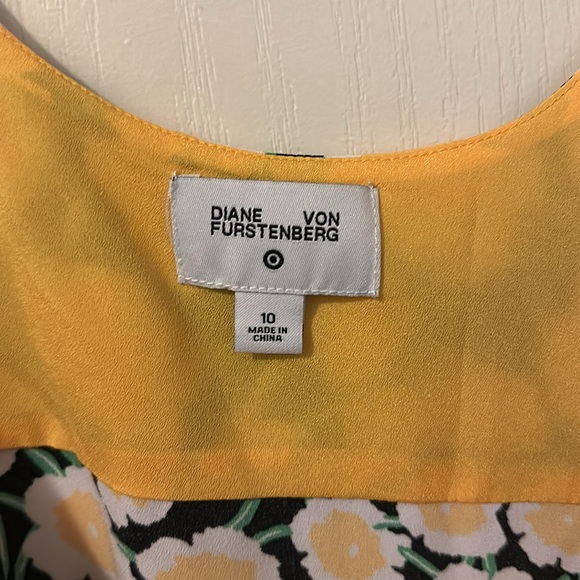 DIANE VON
FURSTENBERG
10
MADE IN
CHINA